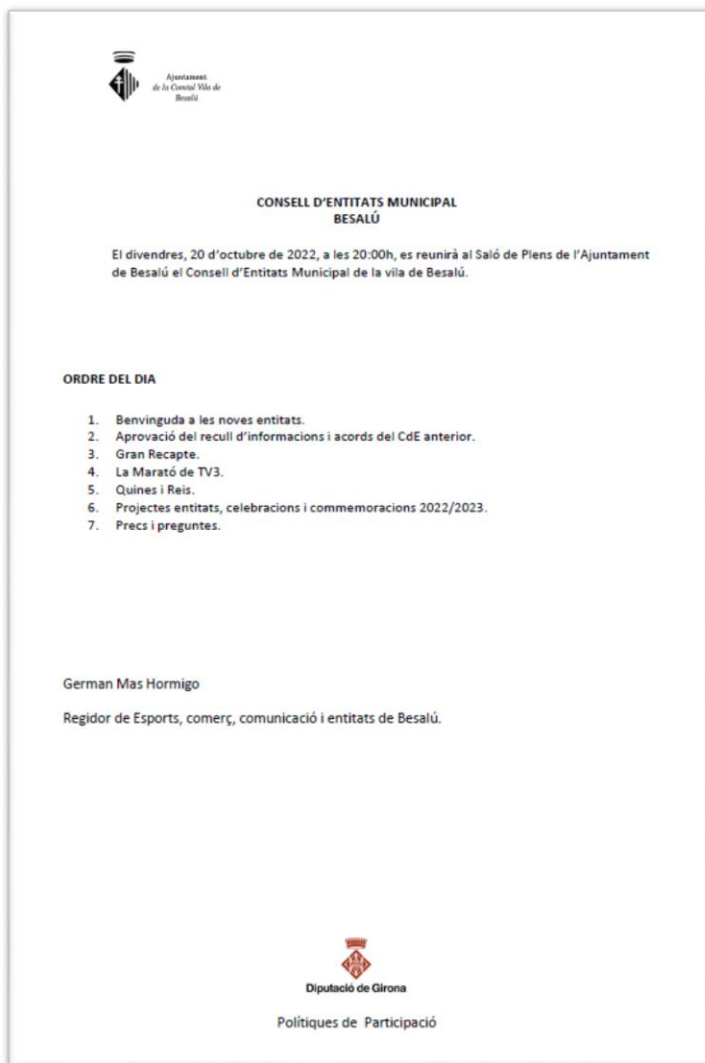 Ajuntament
de la Comtal Vila de
Besalú
CONSELL D'ENTITATS MUNICIPAL
BESALÚ
El divendres, 20 d'octubre de 2022, a les 20:00h, es reunirà al Saló de Plens de l'Ajuntament
de Besalú el Consell d'Entitats Municipal de la vila de Besalú.
ORDRE DEL DIA
1. Benvinguda a les noves entitats.
2. Aprovació del recull d'informacions i acords del CdE anterior.
3. Gran Recapte.
4. La Marató de TV3.
5. Quines i Reis.
6. Projectes entitats, celebracions i commemoracions 2022/2023.
7. Precs i preguntes.
German Mas Hormigo
Regidor de Esports, comerç, comunicació i entitats de Besalú.
Diputació de Girona
Polítiques de Participació